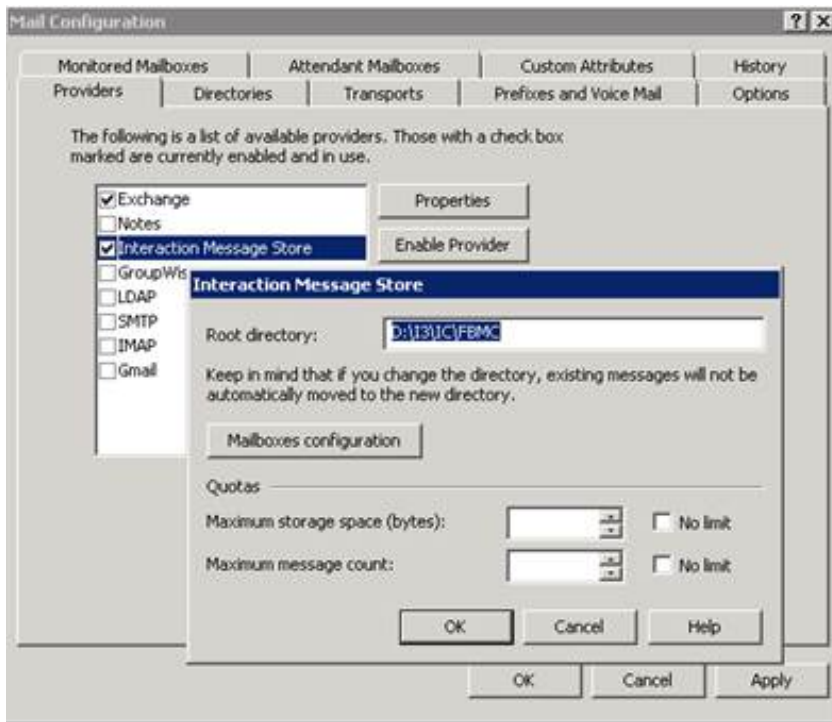 Mail Configuration
Monitored Mailboxes Attendant Mailboxes Custom Attributes History
Providers Directories Transports Prefixes and Voice Mail Options
The following is a list of available providers. Those with a check box
marked are currently enabled and in use.
Exchange
Properties
Notes
Interaction Message Store
Enable Provider
GroupWis
LDAP
SMTP
IMAP
Gmail
Interaction Message Store
Root directory: D:\I3\IC\FBMC
Keep in mind that if you change the directory, existing messages will not be
automatically moved to the new directory.
Mailboxes configuration
Quotas
Maximum storage space (bytes): No limit
Maximum message count: No limit
OK Cancel Help
OK Cancel Apply